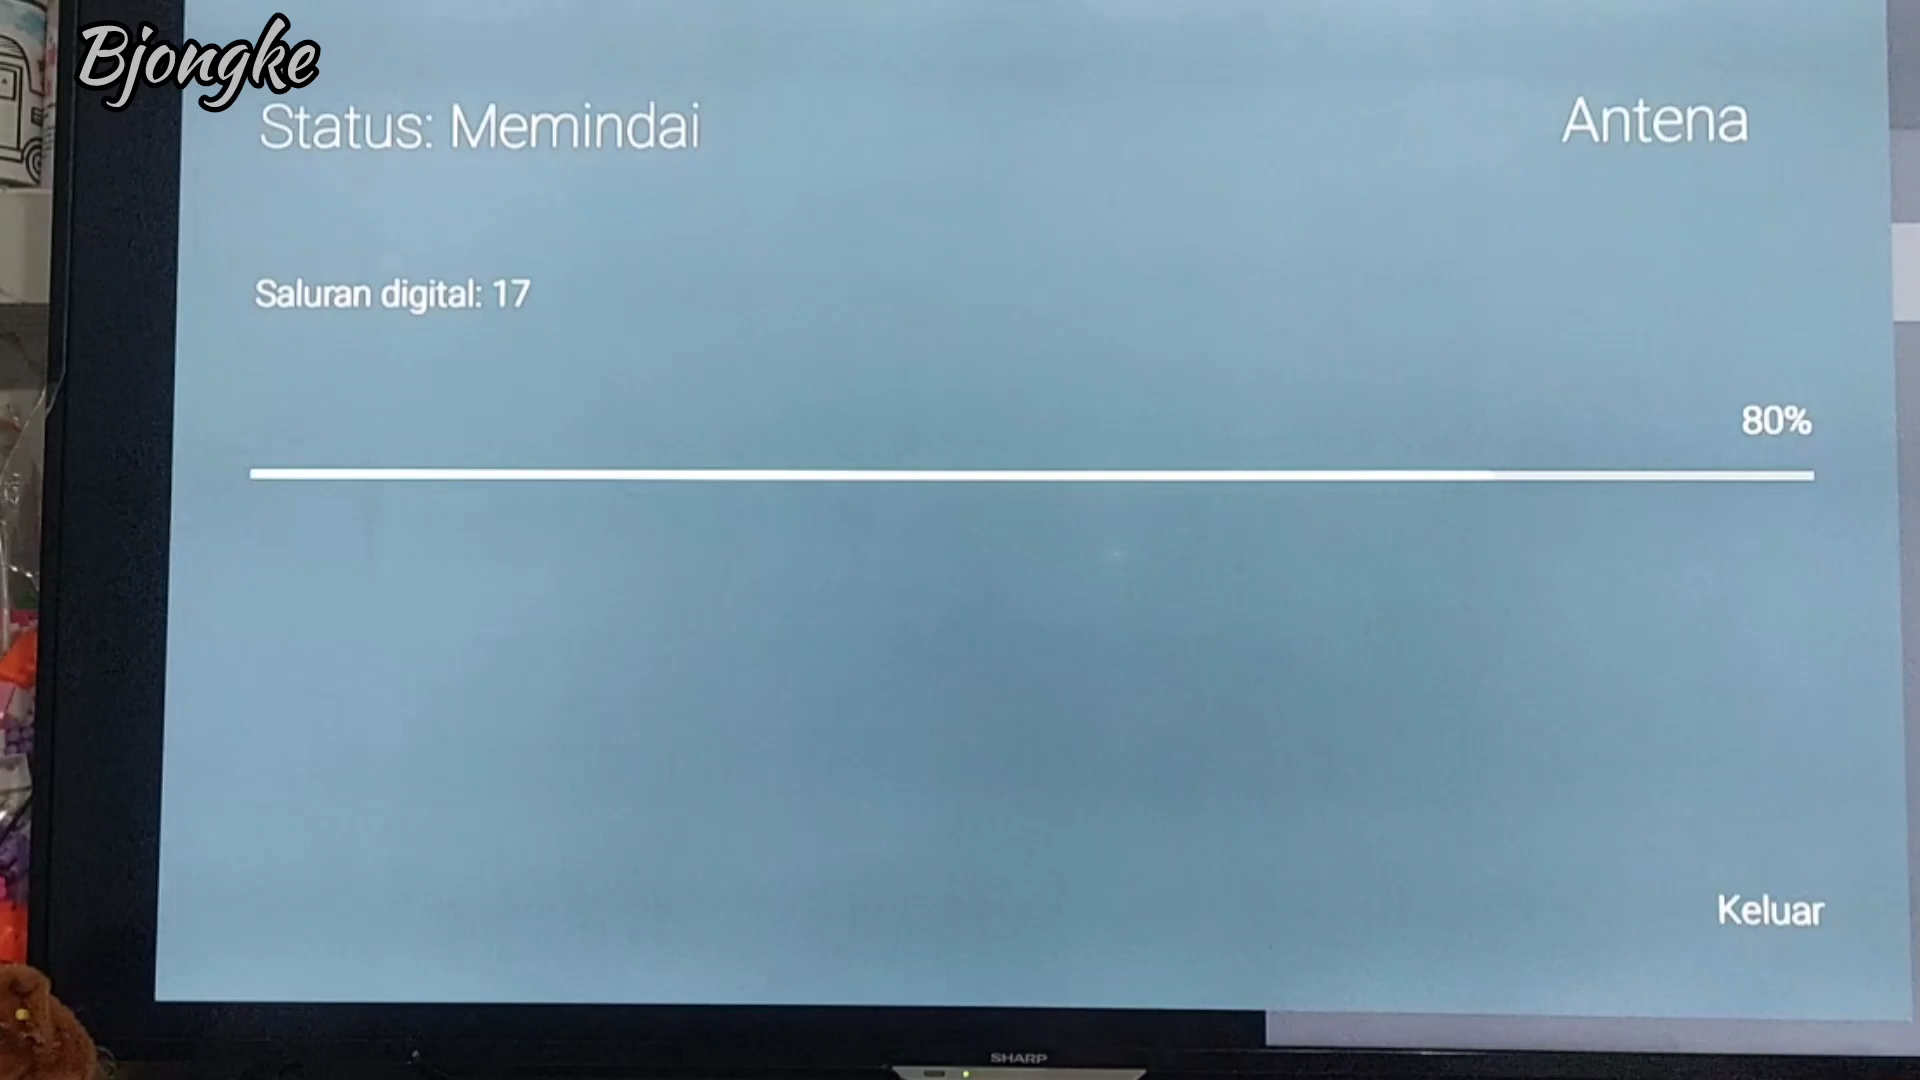 Bjongke
Status: Memindai
Antena
Saluran digital: 17
80%
Keluar
SHARP